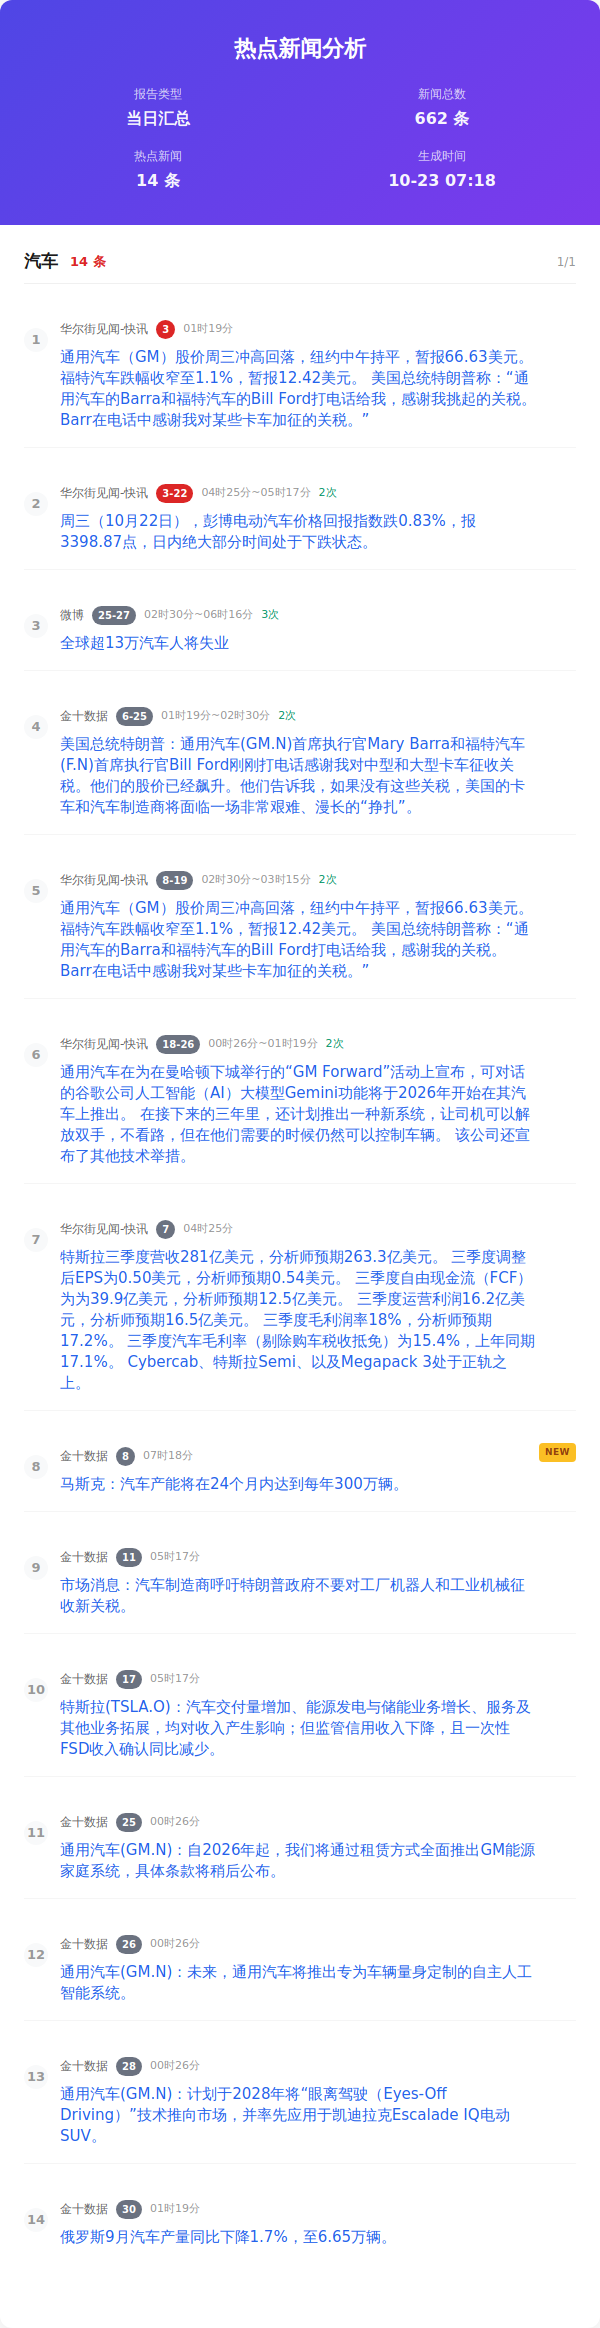 热点新闻分析
报告类型
新闻总数
当日汇总
662 条
热点新闻
生成时间
14 条
10-23 07:18
汽车 14 条 1/1
1 华尔街见闻-快讯 3 01时19分
通用汽车（GM）股价周三冲高回落，纽约中午持平，暂报66.63美元。
福特汽车跌幅收窄至1.1%，暂报12.42美元。 美国总统特朗普称：“通
用汽车的Barra和福特汽车的Bill Ford打电话给我，感谢我挑起的关税。
Barr在电话中感谢我对某些卡车加征的关税。”
2 华尔街见闻-快讯 3-22 04时25分~05时17分 2次
周三（10月22日），彭博电动汽车价格回报指数跌0.83%，报
3398.87点，日内绝大部分时间处于下跌状态。
3 微博 25-27 02时30分~06时16分 3次
全球超13万汽车人将失业
4 金十数据 6-25 01时19分~02时30分 2次
美国总统特朗普：通用汽车(GM.N)首席执行官Mary Barra和福特汽车
(F.N)首席执行官Bill Ford刚刚打电话感谢我对中型和大型卡车征收关
税。他们的股价已经飙升。他们告诉我，如果没有这些关税，美国的卡
车和汽车制造商将面临一场非常艰难、漫长的“挣扎”。
5 华尔街见闻-快讯 8-19 02时30分~03时15分 2次
通用汽车（GM）股价周三冲高回落，纽约中午持平，暂报66.63美元。
福特汽车跌幅收窄至1.1%，暂报12.42美元。 美国总统特朗普称：“通
用汽车的Barra和福特汽车的Bill Ford打电话给我，感谢我的关税。
Barr在电话中感谢我对某些卡车加征的关税。”
6 华尔街见闻-快讯 18-26 00时26分~01时19分 2次
通用汽车在为在曼哈顿下城举行的“GM Forward”活动上宣布，可对话
的谷歌公司人工智能（AI）大模型Gemini功能将于2026年开始在其汽
车上推出。 在接下来的三年里，还计划推出一种新系统，让司机可以解
放双手，不看路，但在他们需要的时候仍然可以控制车辆。 该公司还宣
布了其他技术举措。
7 华尔街见闻-快讯 7 04时25分
特斯拉三季度营收281亿美元，分析师预期263.3亿美元。 三季度调整
后EPS为0.50美元，分析师预期0.54美元。 三季度自由现金流（FCF）
为为39.9亿美元，分析师预期12.5亿美元。 三季度运营利润16.2亿美
元，分析师预期16.5亿美元。 三季度毛利润率18%，分析师预期
17.2%。 三季度汽车毛利率（剔除购车税收抵免）为15.4%，上年同期
17.1%。 Cybercab、特斯拉Semi、以及Megapack 3处于正轨之
上。
8 金十数据 8 07时18分 NEW
马斯克：汽车产能将在24个月内达到每年300万辆。
9 金十数据 11 05时17分
市场消息：汽车制造商呼吁特朗普政府不要对工厂机器人和工业机械征
收新关税。
10 金十数据 17 05时17分
特斯拉(TSLA.O)：汽车交付量增加、能源发电与储能业务增长、服务及
其他业务拓展，均对收入产生影响；但监管信用收入下降，且一次性
FSD收入确认同比减少。
11 金十数据 25 00时26分
通用汽车(GM.N)：自2026年起，我们将通过租赁方式全面推出GM能源
家庭系统，具体条款将稍后公布。
12 金十数据 26 00时26分
通用汽车(GM.N)：未来，通用汽车将推出专为车辆量身定制的自主人工
智能系统。
13 金十数据 28 00时26分
通用汽车(GM.N)：计划于2028年将“眼离驾驶（Eyes-Off
Driving）”技术推向市场，并率先应用于凯迪拉克Escalade IQ电动
SUV。
14 金十数据 30 01时19分
俄罗斯9月汽车产量同比下降1.7%，至6.65万辆。